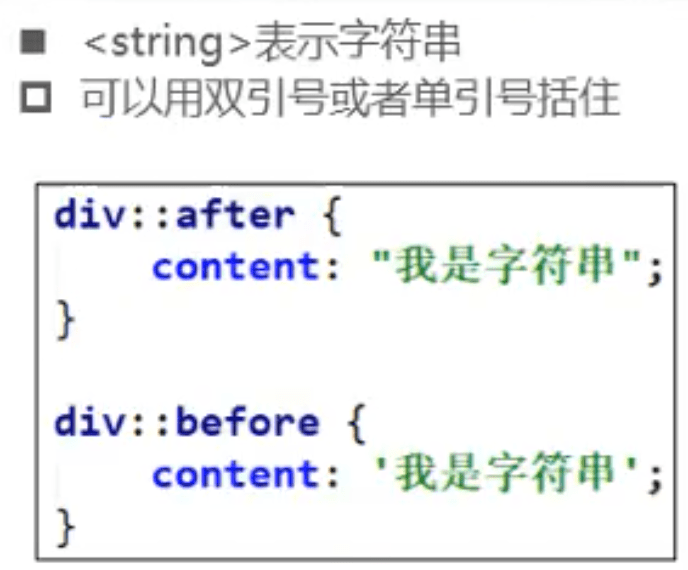 <string>表示字符串
可以用双引号或者单引号括住
div::after {
content: "我是字符串";
}
div::before {
content: '我是字符串';
}